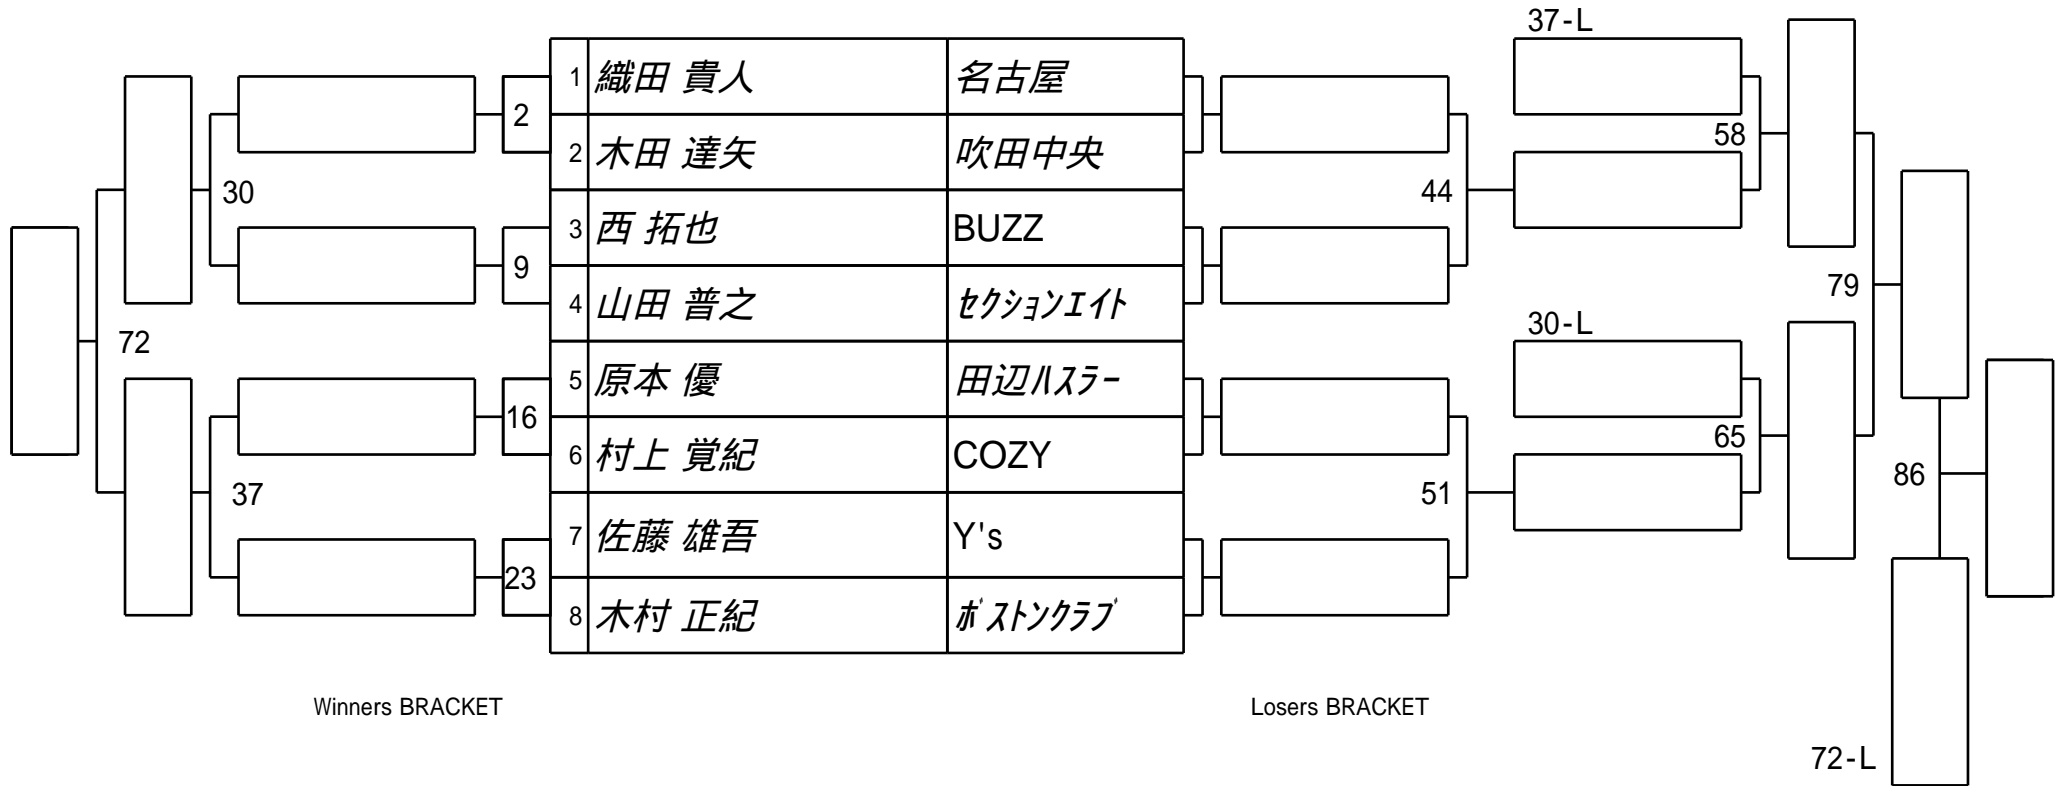 37-L
1 織田 貴人 名古屋
2
58
2 木田 達矢 吹田中央
30
44
3 西 拓也 BUZZ
9
79
4 山田 普之 ｾｸｼｮﾝｴｲﾄ
72
30-L
5 原本 優 田辺ﾊｽﾗｰ
16
65
6 村上 覚紀 COZY
86
37
51
7 佐藤 雄吾 Y's
23
8 木村 正紀 ﾎﾞｽﾄﾝｸﾗﾌﾞ
Winners BRACKET
Losers BRACKET
72-L